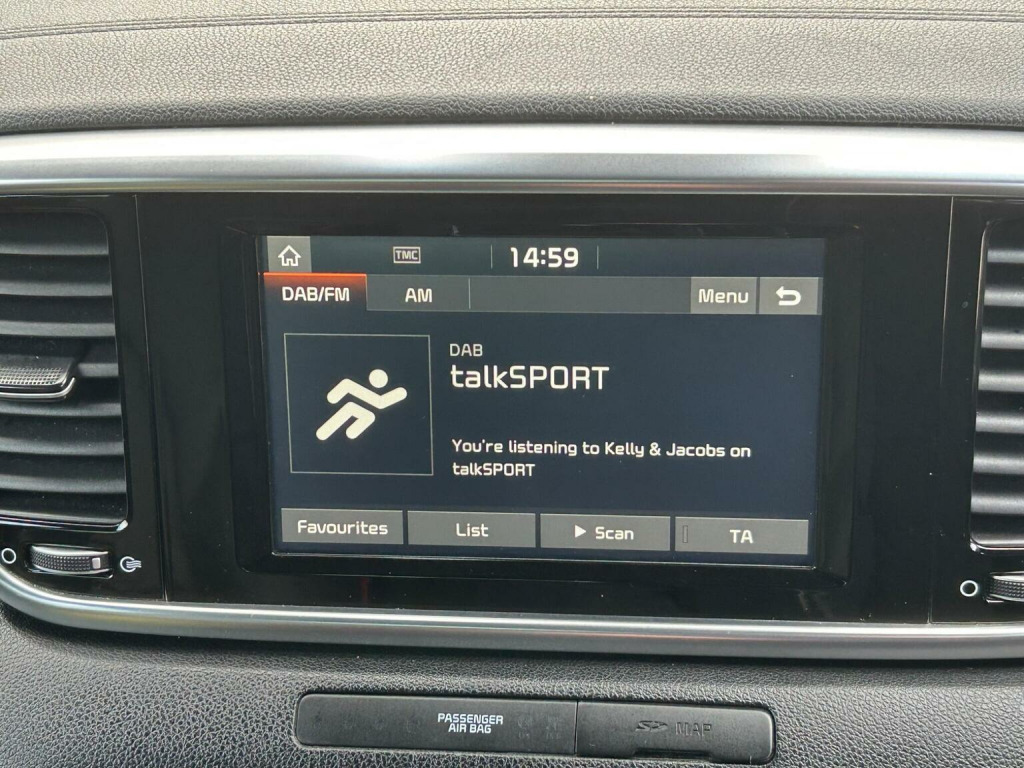 TMC
14:59
DAB/FM
AM
Menu
DAB
talkSPORT
You're listening to Kelly & Jacobs on
talkSPORT
Favourites
List
Scan
TA
PASSENGER
AIR BAG
SD MAP